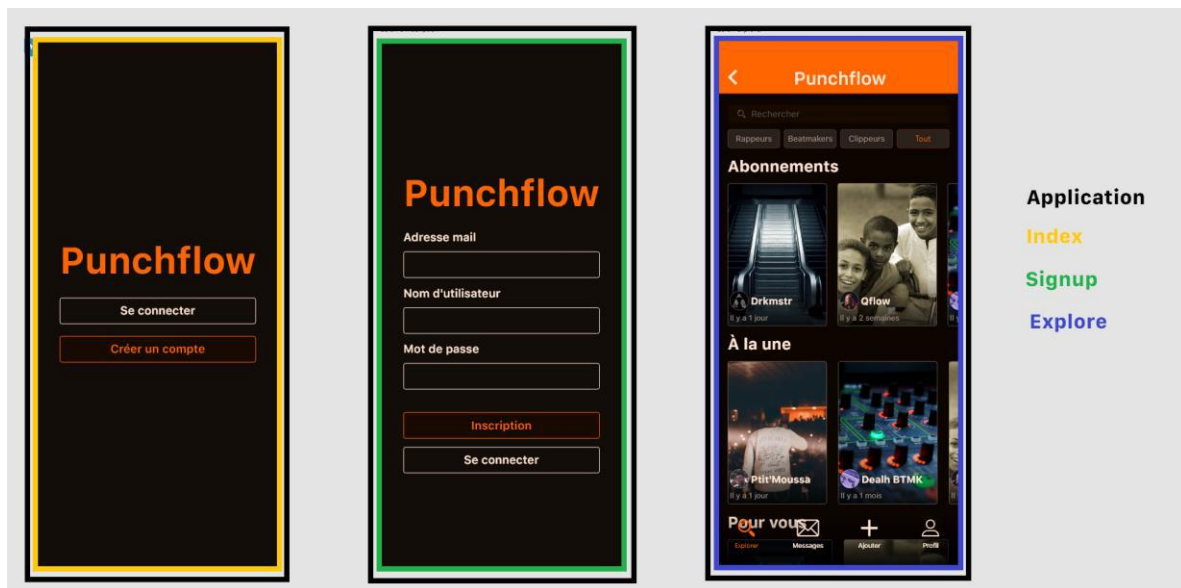 Punchflow
Se connecter
Créer un compte
Punchflow
Adresse mail
Nom d'utilisateur
Mot de passe
Inscription
Se connecter
Punchflow
Rechercher
Rappeurs Beatmakers Clippeurs Tout
Abonnements
Drkmstr Qflow
Il y a 1 jour Il y a 2 semaines
À la une
Ptit'Moussa Dealh BTMK
Il y a 1 jour Il y a 1 mois
Pour vous
Explorer Messages Ajouter Profil
Application
Index
Signup
Explore